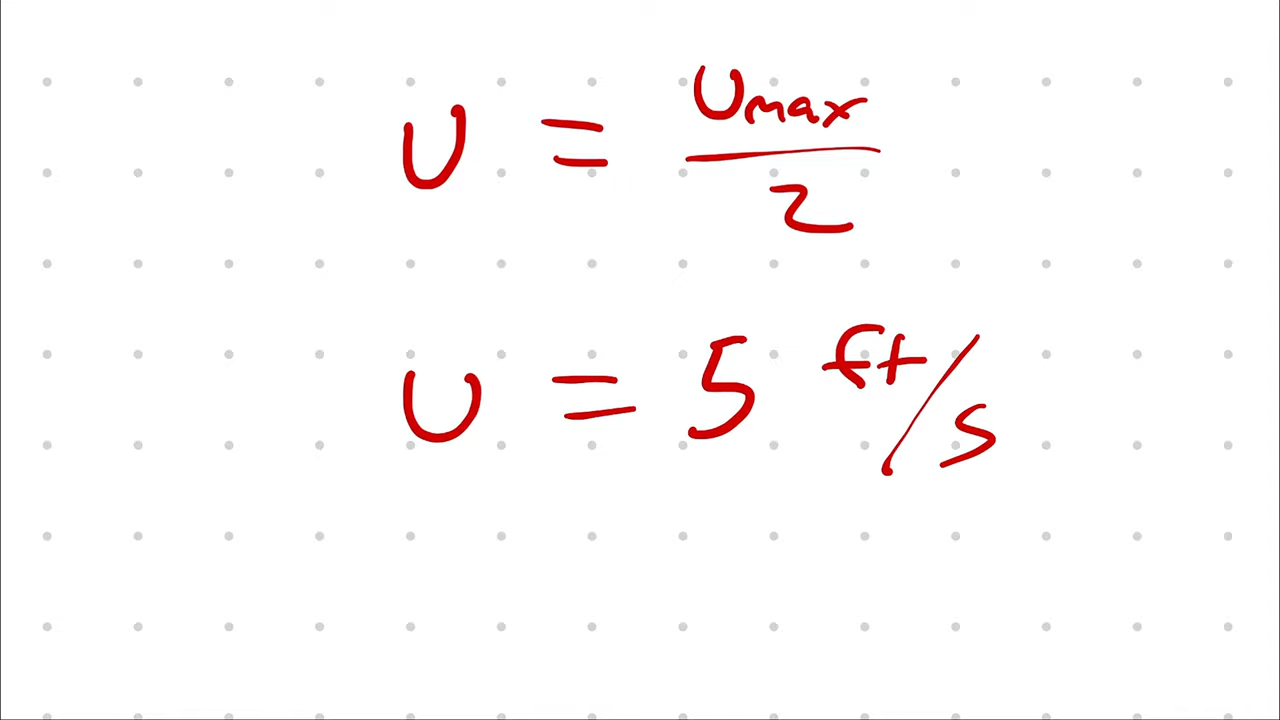 U = Umax / 2
U = 5 ft/s